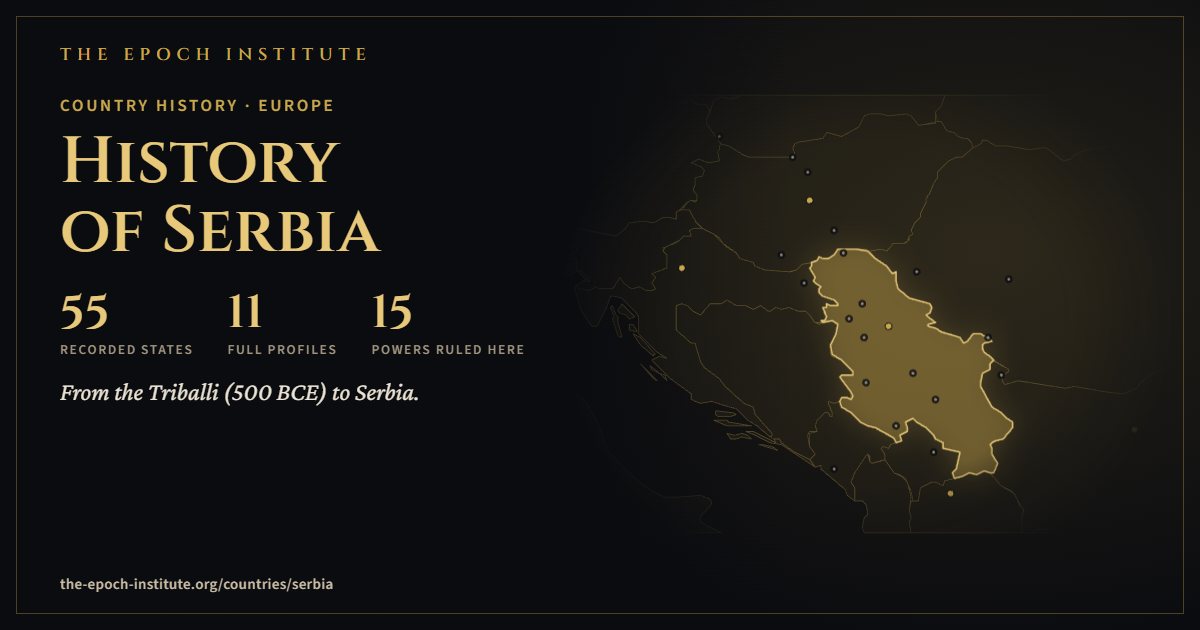 THE EPOCH INSTITUTE
COUNTRY HISTORY · EUROPE
HISTORY
OF SERBIA
55 11 15
RECORDED STATES FULL PROFILES POWERS RULED HERE
From the Triballi (500 BCE) to Serbia.
the-epoch-institute.org/countries/serbia